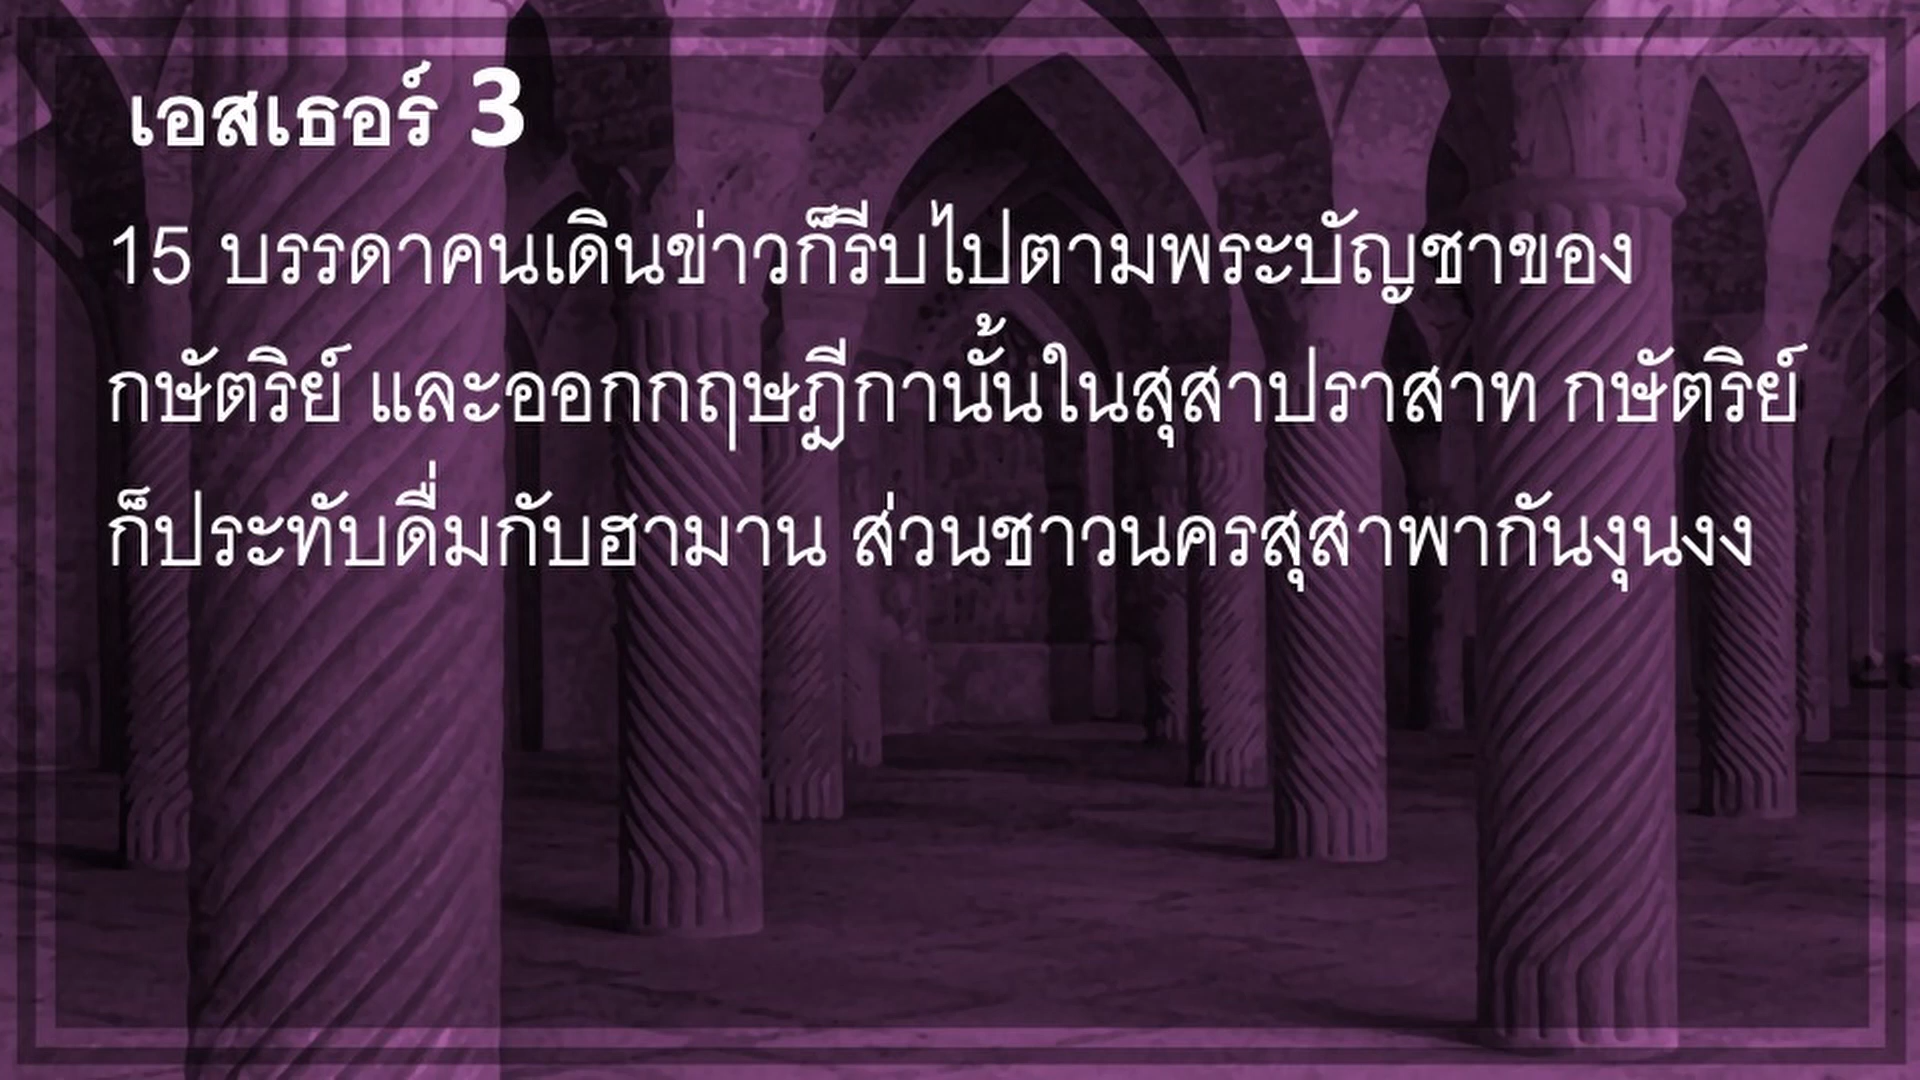 เอสเธอร์ 3
15 บรรดาคนเดินข่าวก็รีบไปตามพระบัญชาของ
กษัตริย์ และออกกฤษฎีกานั้นในสุสาปราสาท กษัตริย์
ก็ประทับดื่มกับฮามาน ส่วนชาวนครสุสาพากันงุนงง